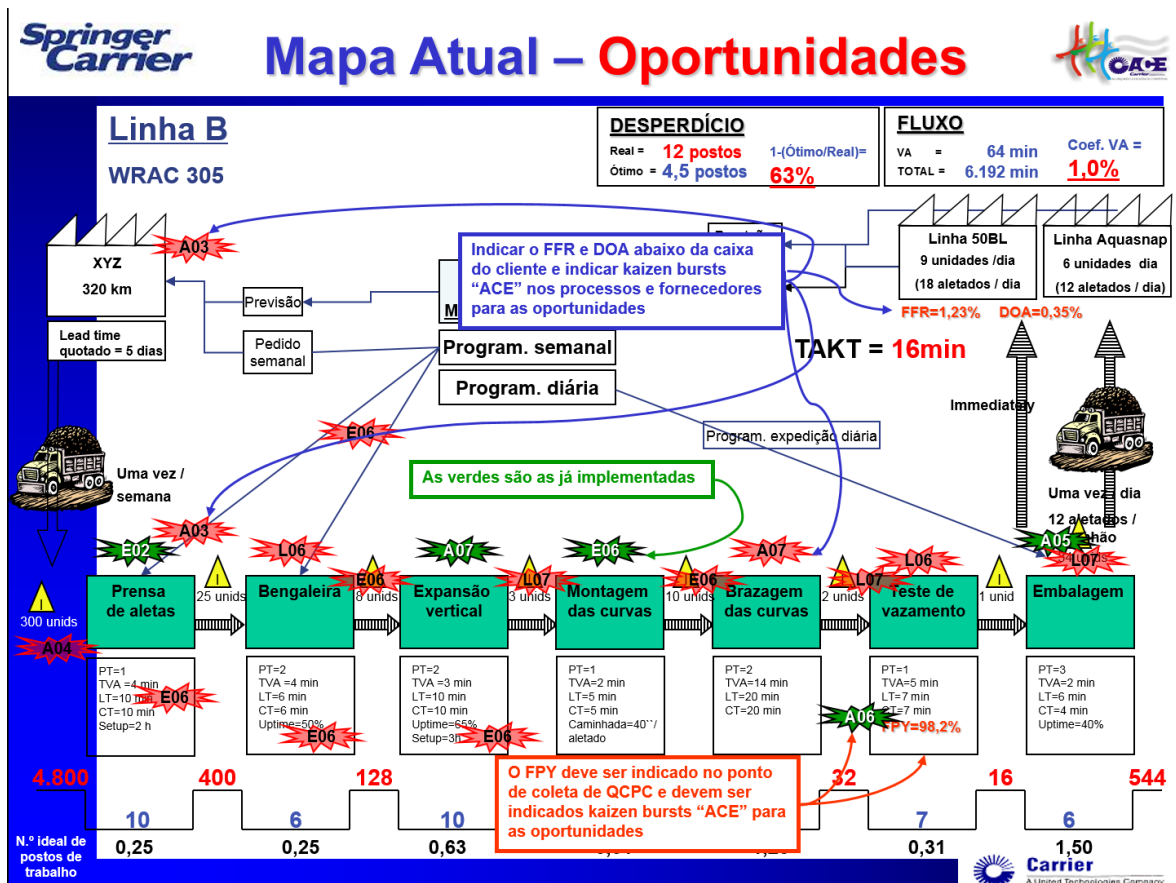 Springer
Carrier
Mapa Atual – Oportunidades
ACE
Carrier
Linha B
WRAC 305
DESPERDÍCIO
Real = 12 postos 1-(Ótimo/Real)=
Ótimo = 4,5 postos 63%
FLUXO
VA = 64 min Coef. VA =
TOTAL = 6.192 min 1,0%
A03
XYZ
320 km
Lead time
quotado = 5 dias
Previsão
Pedido
semanal
M
Indicar o FFR e DOA abaixo da caixa
do cliente e indicar kaizen bursts
“ACE” nos processos e fornecedores
para as oportunidades
Linha 50BL
9 unidades /dia
(18 aletados / dia
Linha Aquasnap
6 unidades dia
(12 aletados / dia)
FFR=1,23% DOA=0,35%
Program. semanal
Program. diária
TAKT = 16min
Immediately
E06
Program. expedição diária
Uma vez /
semana
As verdes são as já implementadas
Uma vez / dia
12 aletados /
A03
E02
L06
A07
E06
A07
L06
A05
L07
I
300 unids
A04
Prensa
de aletas
I
25 unids
Bengaleira
E06
8 unids
Expansão
vertical
L07
3 unids
Montagem
das curvas
E06
10 unids
Brazagem
das curvas
L07
2 unids
Teste de
vazamento
I
1 unid
Embalagem
PT=1
TVA =4 min
LT=10 min
CT=10 min
Setup=2 h
E06
PT=2
TVA =4 min
LT=6 min
CT=6 min
Uptime=50%
E06
PT=2
TVA =3 min
LT=10 min
CT=10 min
Uptime=65%
Setup=3h
E06
PT=1
TVA=2 min
LT=5 min
CT=5 min
Caminhada=40``/
aletado
PT=2
TVA=14 min
LT=20 min
CT=20 min
A06
PT=1
TVA=5 min
LT=7 min
CT=7 min
FPY=98,2%
PT=3
TVA=2 min
LT=6 min
CT=4 min
Uptime=40%
O FPY deve ser indicado no ponto
de coleta de QCPC e devem ser
indicados kaizen bursts “ACE” para
as oportunidades
4.800 400 128 32 16 544
10 6 10 7 6
N.º ideal de
postos de
trabalho
0,25 0,25 0,63 0,31 1,50
Carrier
A United Technologies Company